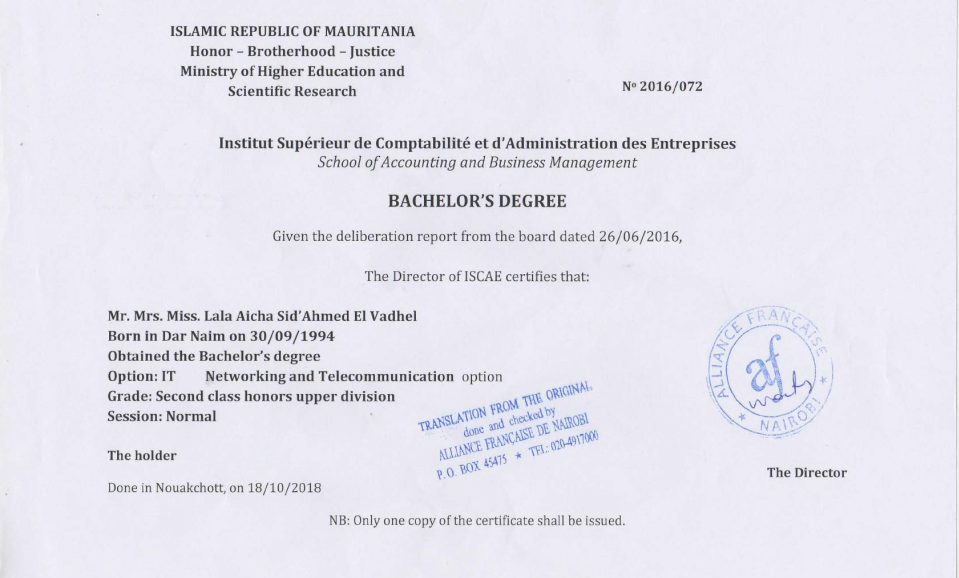 ISLAMIC REPUBLIC OF MAURITANIA
Honor – Brotherhood – Justice
Ministry of Higher Education and
Scientific Research
Nº 2016/072
Institut Supérieur de Comptabilité et d'Administration des Entreprises
School of Accounting and Business Management
BACHELOR'S DEGREE
Given the deliberation report from the board dated 26/06/2016,
The Director of ISCAE certifies that:
Mr. Mrs. Miss. Lala Aicha Sid'Ahmed El Vadhel
Born in Dar Naim on 30/09/1994
Obtained the Bachelor's degree
Option: IT Networking and Telecommunication option
Grade: Second class honors upper division
Session: Normal
TRANSLATION FROM THE ORIGINAL
done and checked by
ALLIANCE FRANÇAISE DE NAIROBI
P.O. BOX 45475 * TEL: 020-4917000
ALLIANCE FRANÇAISE
af
* NAIROBI *
The holder
The Director
Done in Nouakchott, on 18/10/2018
NB: Only one copy of the certificate shall be issued.